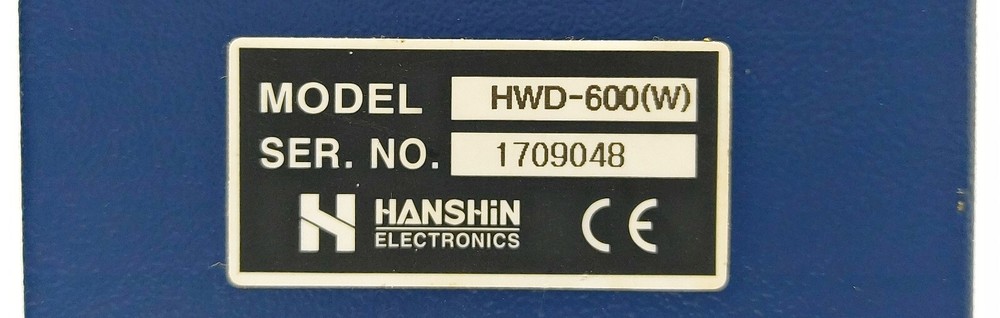 MODEL HWD-600(W)
SER. NO. 1709048
HANSHiN
ELECTRONICS
CE